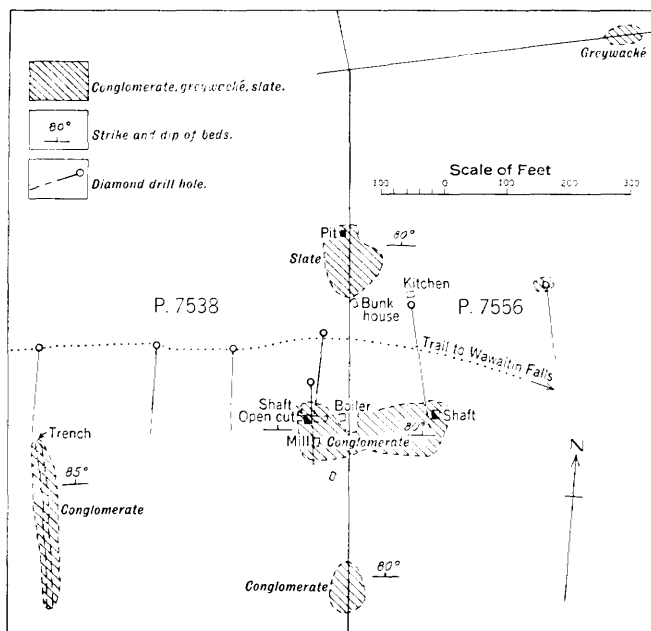 Greywacké
Conglomerate, greywacké, slate.
80°
Strike and dip of beds.
Diamond drill hole.
Scale of Feet
100 0 100 200 300
Pit
80°
Slate
Kitchen
P. 7538
Bunk
house
P. 7556
Trail to Wawaitin Falls
Shaft
Open cut
Boiler
Shaft
80°
Mill
Conglomerate
Trench
85°
Conglomerate
N
80°
Conglomerate